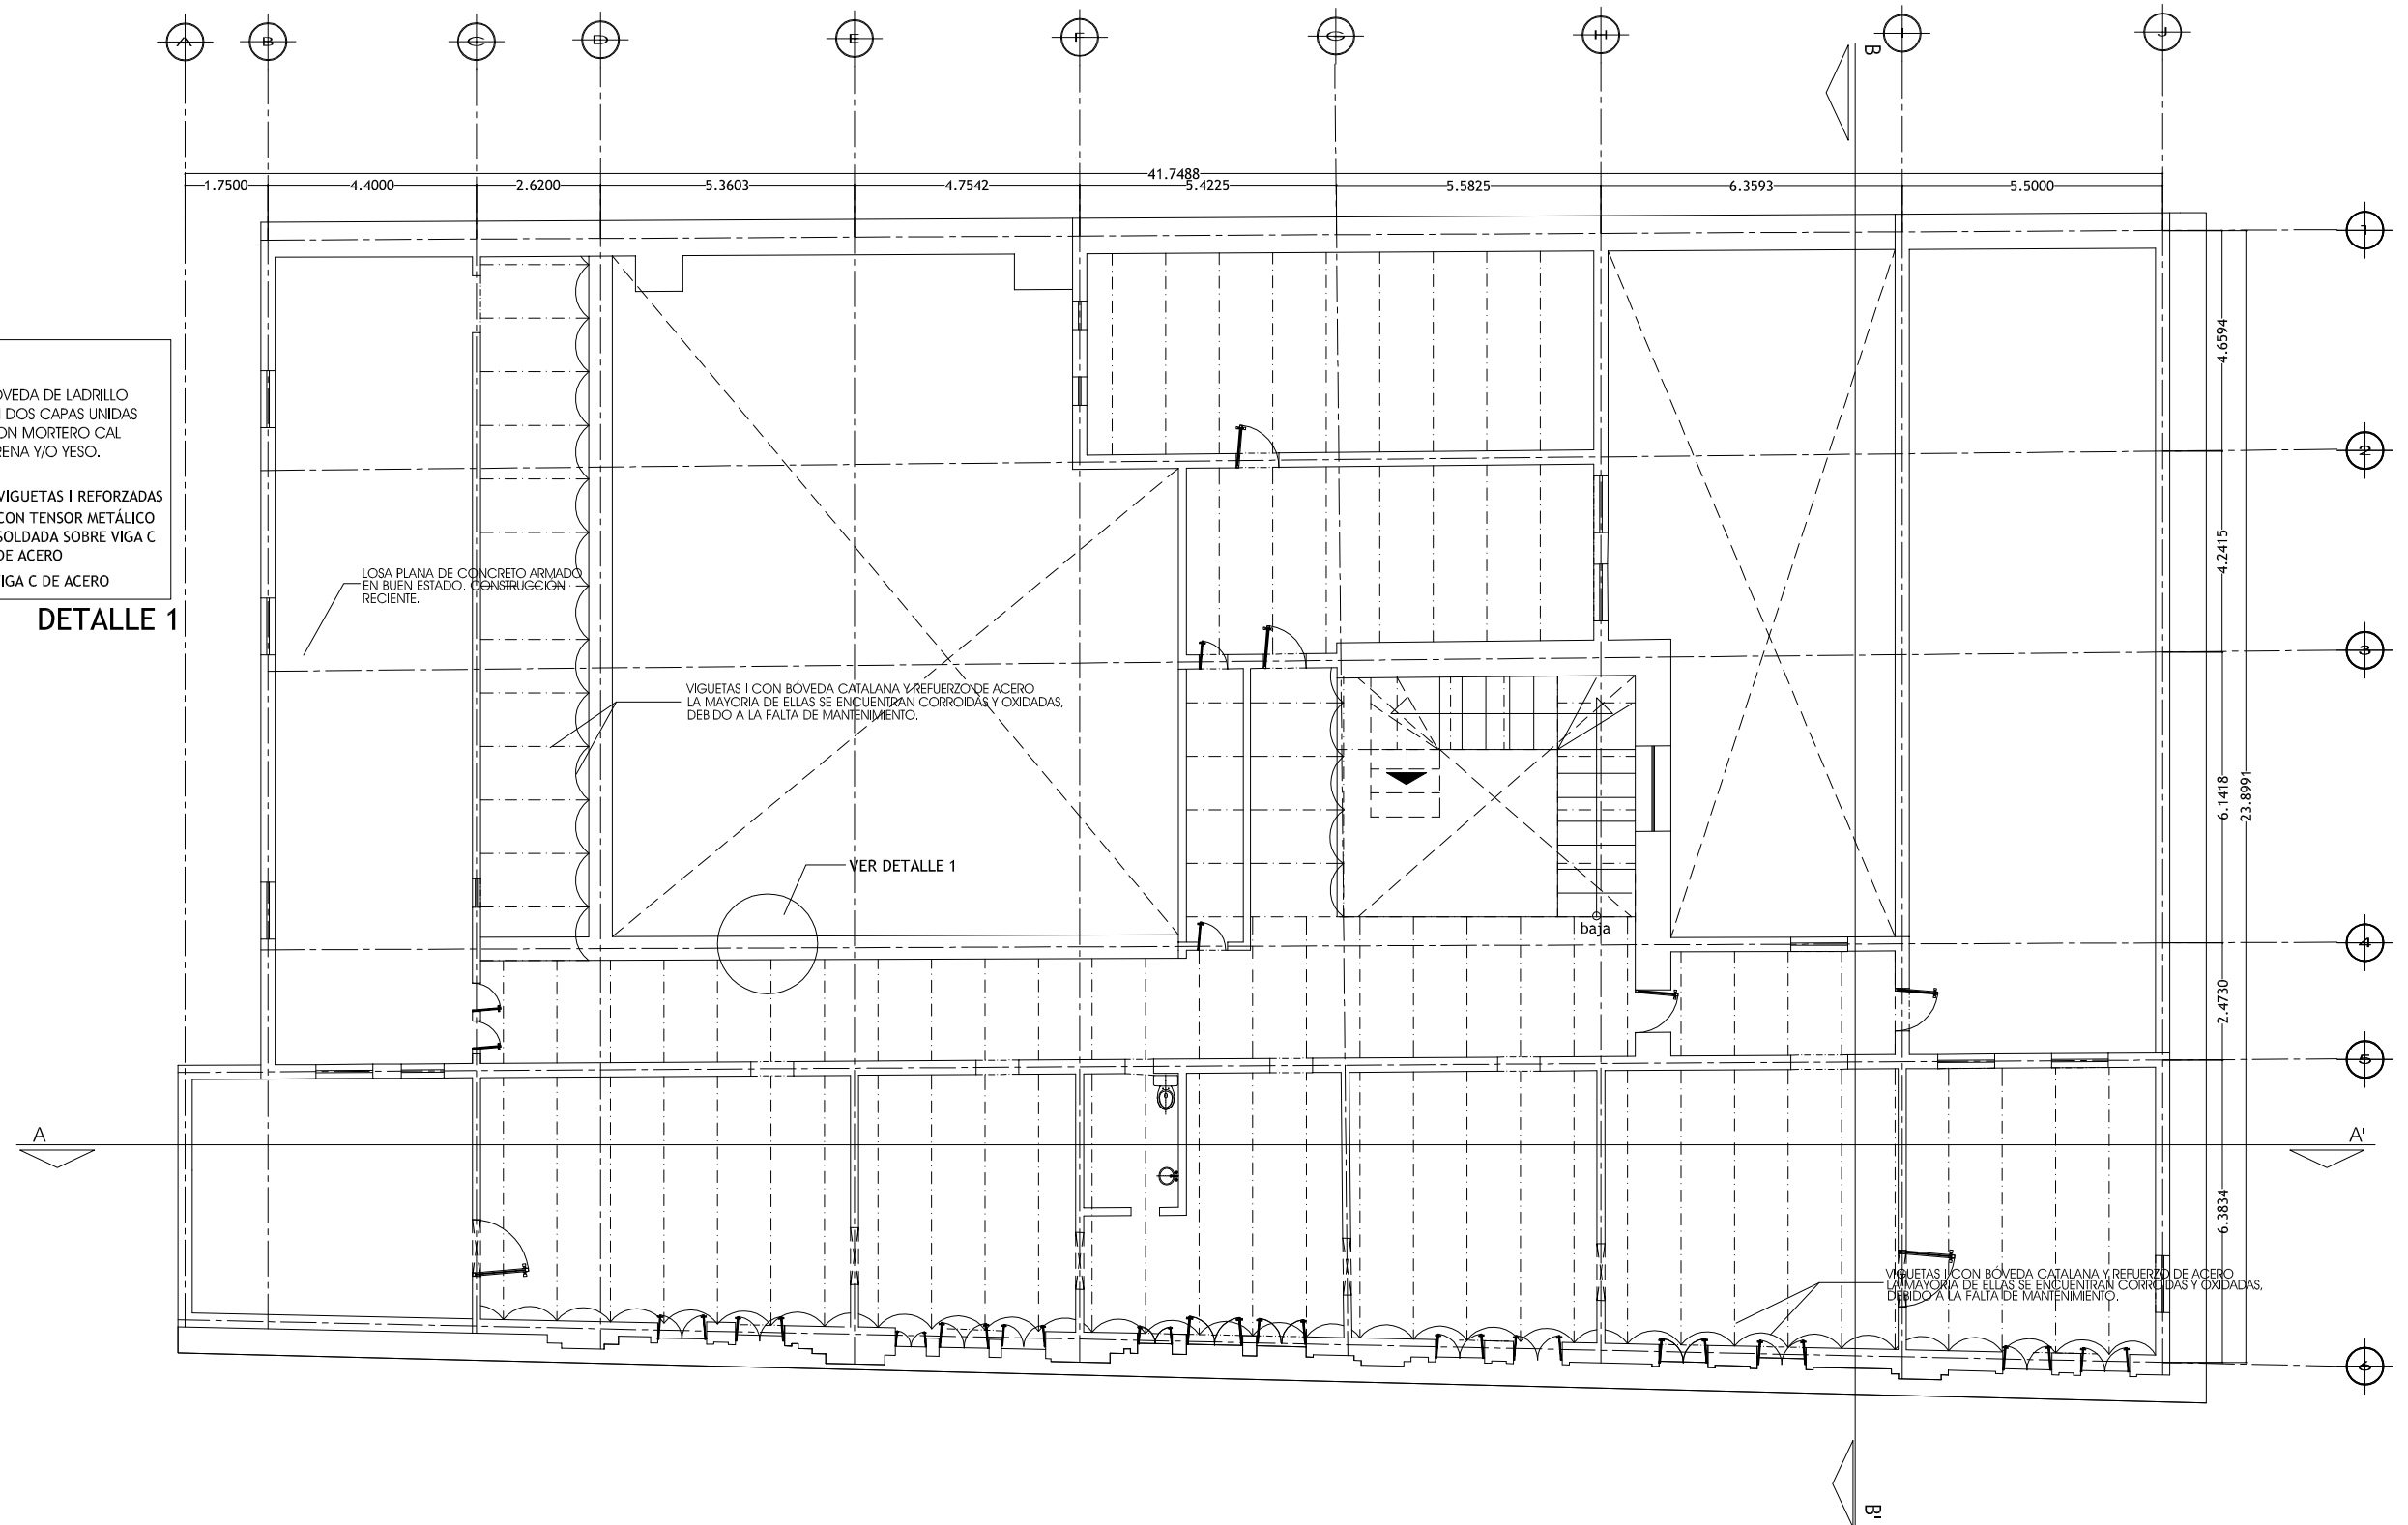 A B C D E F G H I J
B
41.7488
1.7500 4.4000 2.6200 5.3603 4.7542 5.4225 5.5825 6.3593 5.5000
1
4.6594
2
4.2415
3
6.1418
23.8991
4
2.4730
5
6.3834
6
ÓVEDA DE LADRILLO
DOS CAPAS UNIDAS
ON MORTERO CAL
RENA Y/O YESO.
VIGUETAS I REFORZADAS
CON TENSOR METÁLICO
SOLDADA SOBRE VIGA C
DE ACERO
IGA C DE ACERO
DETALLE 1
LOSA PLANA DE CONCRETO ARMADO
EN BUEN ESTADO, CONSTRUCCIÓN
RECIENTE.
VIGUETAS I CON BÓVEDA CATALANA Y REFUERZO DE ACERO
LA MAYORIA DE ELLAS SE ENCUENTRAN CORROIDAS Y OXIDADAS,
DEBIDO A LA FALTA DE MANTENIMIENTO.
VER DETALLE 1
baja
A
A'
VIGUETAS I CON BÓVEDA CATALANA Y REFUERZO DE ACERO
LA MAYORIA DE ELLAS SE ENCUENTRAN CORROIDAS Y OXIDADAS,
DEBIDO A LA FALTA DE MANTENIMIENTO.
B'